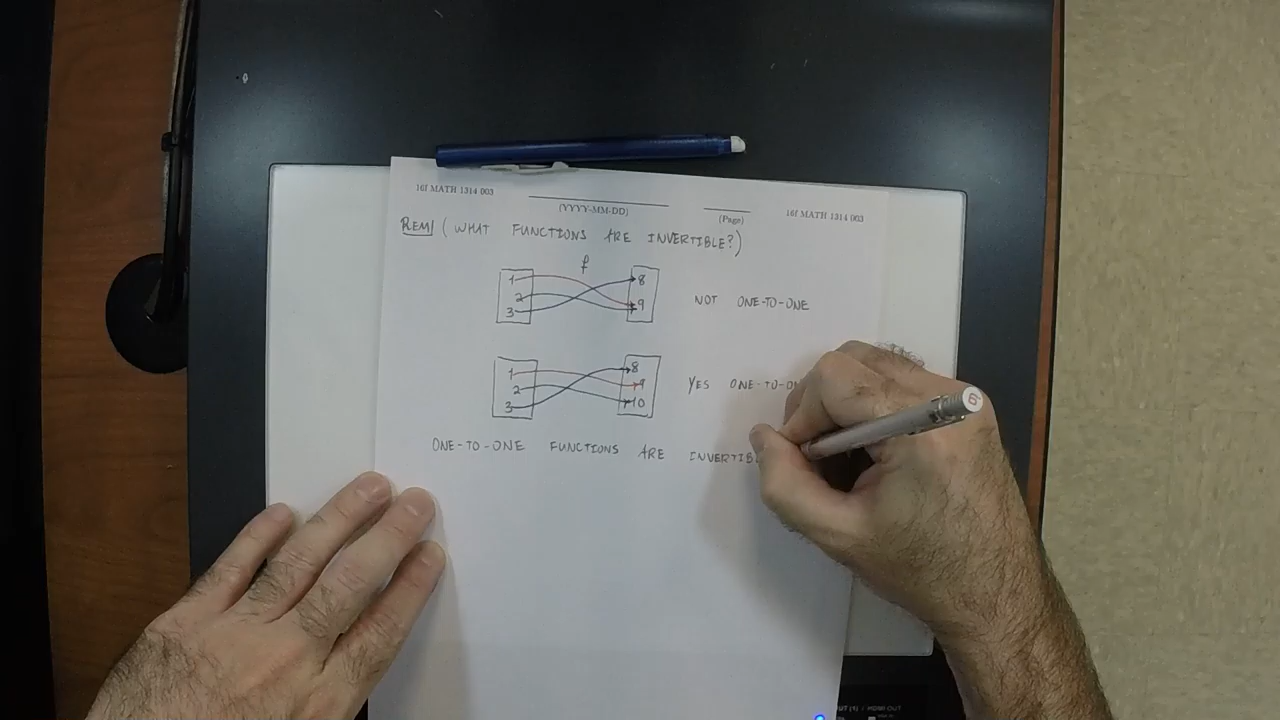 16f MATH 1314 003
(YYYY-MM-DD)
(Page)
16f MATH 1314 003
REM (WHAT FUNCTIONS ARE INVERTIBLE?)
f
1 8
2 9
3
NOT ONE-TO-ONE
1 8
2 9
3 10
YES ONE-TO-ON
ONE-TO-ONE FUNCTIONS ARE INVERTIB